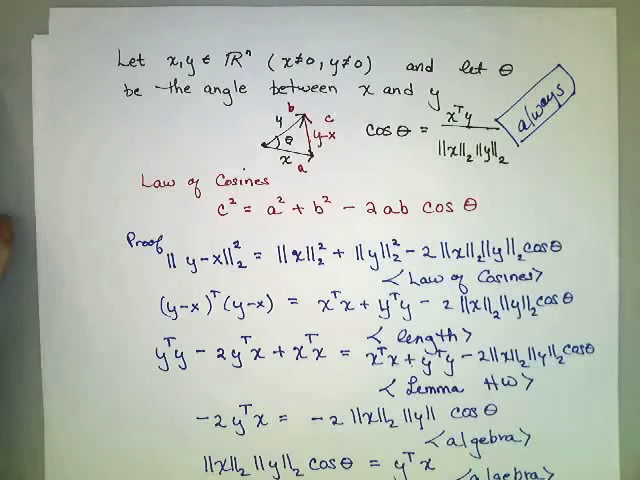 Let x, y ∈ ℝⁿ (x≠0, y≠0) and let θ
be the angle between x and y
always
b
y c
θ y-x
x
a
cos θ = xᵀy / ||x||₂ ||y||₂
Law of Cosines
c² = a² + b² - 2ab cos θ
Proof
|| y-x||₂² = ||x||₂² + ||y||₂² - 2||x||₂||y||₂ cos θ
<Law of Cosines>
(y-x)ᵀ(y-x) = xᵀx + yᵀy - 2||x||₂||y||₂ cos θ
<length>
yᵀy - 2yᵀx + xᵀx = xᵀx + yᵀy - 2||x||₂||y||₂ cos θ
<Lemma HW>
-2yᵀx = -2||x||₂ ||y|| cos θ
<algebra>
||x||₂ ||y||₂ cos θ = yᵀx
<algebra>